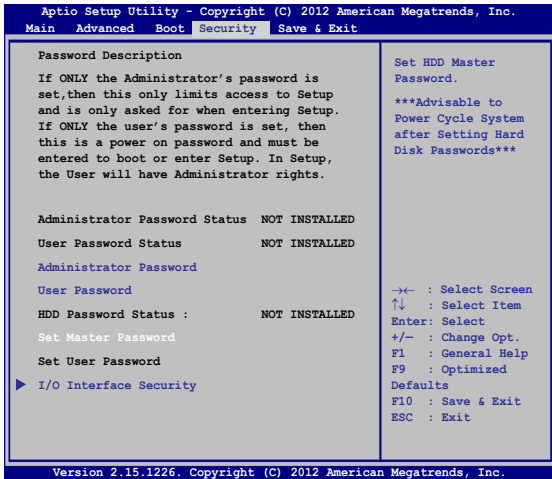 Aptio Setup Utility - Copyright (C) 2012 American Megatrends, Inc.
Main Advanced Boot Security Save & Exit
Password Description
If ONLY the Administrator's password is
set,then this only limits access to Setup
and is only asked for when entering Setup.
If ONLY the user's password is set, then
this is a power on password and must be
entered to boot or enter Setup. In Setup,
the User will have Administrator rights.
Administrator Password Status NOT INSTALLED
User Password Status NOT INSTALLED
Administrator Password
User Password
HDD Password Status : NOT INSTALLED
Set Master Password
Set User Password
I/O Interface Security
Set HDD Master
Password.
***Advisable to
Power Cycle System
after Setting Hard
Disk Passwords***
→← : Select Screen
↑↓ : Select Item
Enter: Select
+/— : Change Opt.
F1 : General Help
F9 : Optimized
Defaults
F10 : Save & Exit
ESC : Exit
Version 2.15.1226. Copyright (C) 2012 American Megatrends, Inc.